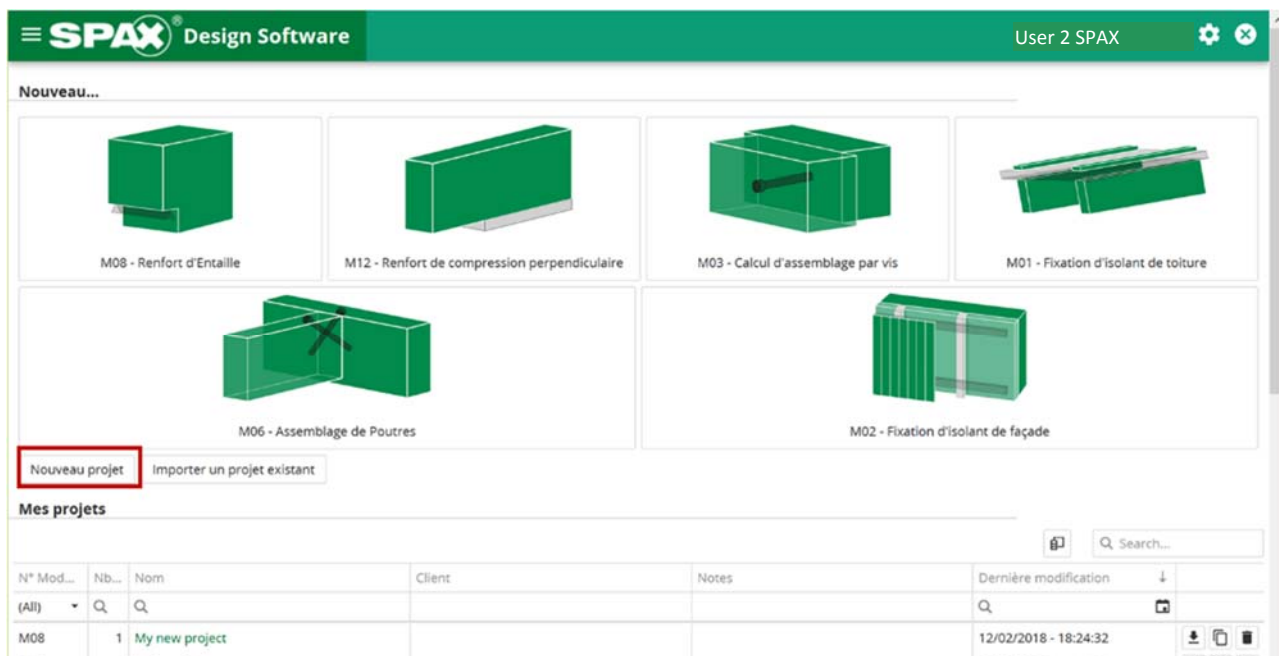 SPAX® Design Software
User 2 SPAX
Nouveau...
M08 - Renfort d'Entaille
M12 - Renfort de compression perpendiculaire
M03 - Calcul d'assemblage par vis
M01 - Fixation d'isolant de toiture
M06 - Assemblage de Poutres
M02 - Fixation d'isolant de façade
Nouveau projet
Importer un projet existant
Mes projets
Search...
N° Mod... Nb... Nom Client Notes Dernière modification
(All)
M08 1 My new project 12/02/2018 - 18:24:32